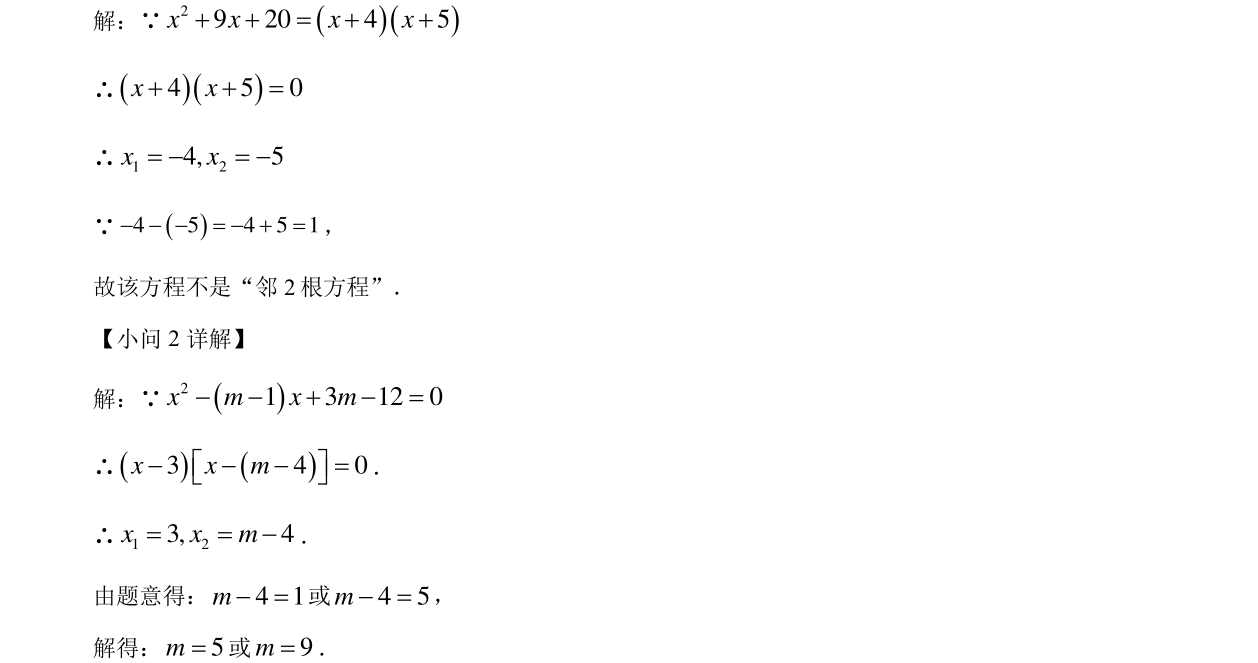 解：∵ x² + 9x + 20 = (x + 4)(x + 5)
∴ (x + 4)(x + 5) = 0
∴ x₁ = −4, x₂ = −5
∵ −4 − (−5) = −4 + 5 = 1，
故该方程不是“邻 2 根方程”．
【小问 2 详解】
解：∵ x² − (m − 1)x + 3m − 12 = 0
∴ (x − 3)[x − (m − 4)] = 0．
∴ x₁ = 3, x₂ = m − 4．
由题意得：m − 4 = 1或m − 4 = 5，
解得：m = 5 或 m = 9．